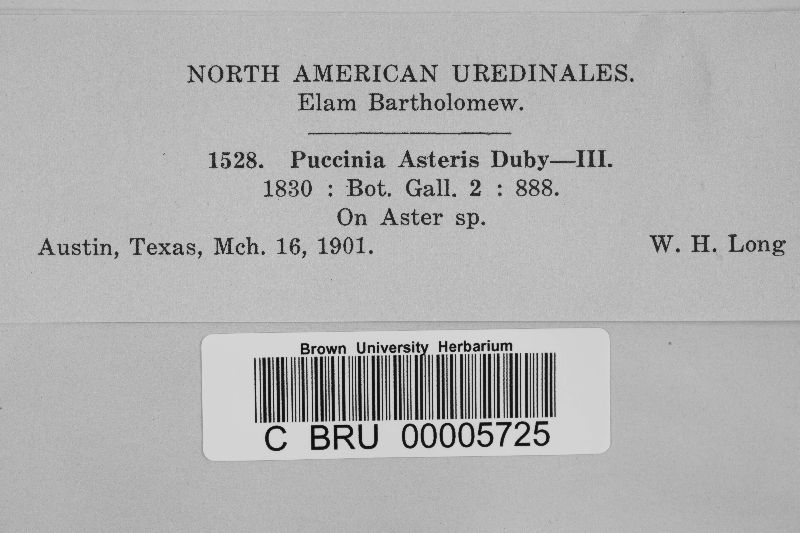 NORTH AMERICAN UREDINALES.
Elam Bartholomew.
1528. Puccinia Asteris Duby—III.
1830 : Bot. Gall. 2 : 888.
On Aster sp.
Austin, Texas, Mch. 16, 1901. W. H. Long
Brown University Herbarium
C BRU 00005725